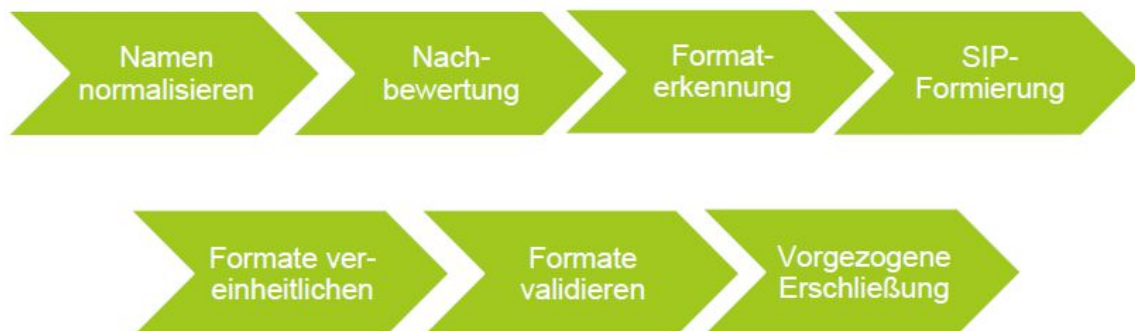 Namen
normalisieren
Nach-
bewertung
Format-
erkennung
SIP-
Formierung
Formate ver-
einheitlichen
Formate
validieren
Vorgezogene
Erschließung